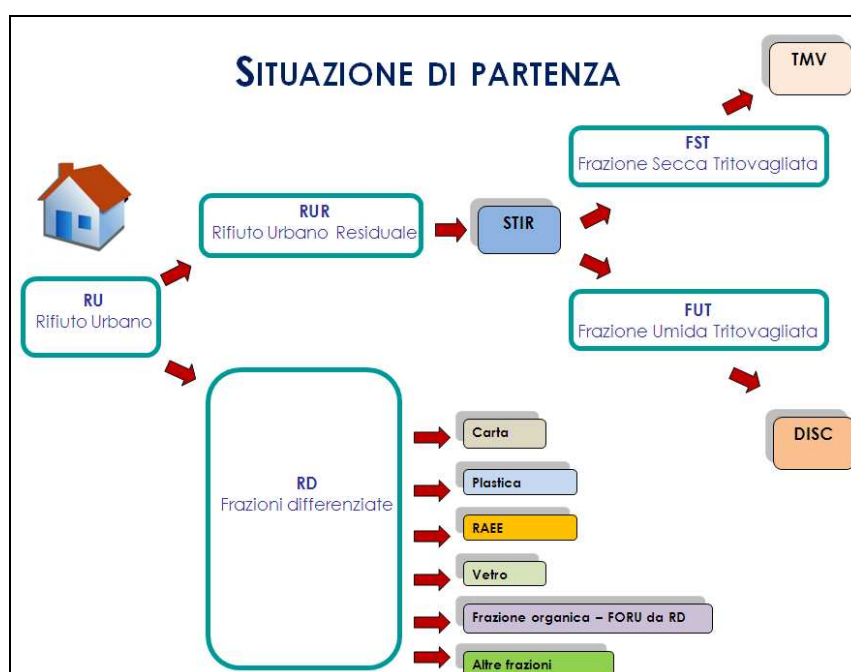 SITUAZIONE DI PARTENZA
TMV
FST
Frazione Secca Tritovagliata
RUR
Rifiuto Urbano Residuale
STIR
RU
Rifiuto Urbano
FUT
Frazione Umida Tritovagliata
DISC
RD
Frazioni differenziate
Carta
Plastica
RAEE
Vetro
Frazione organica – FORU da RD
Altre frazioni